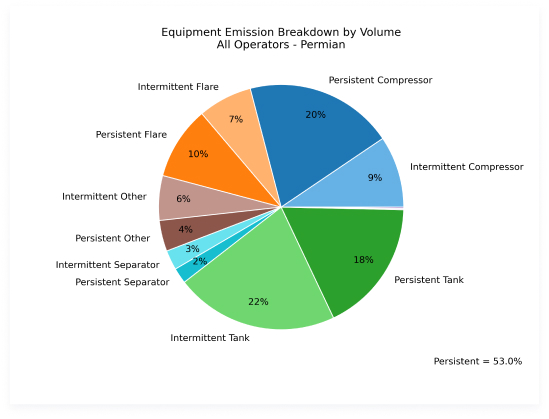 Equipment Emission Breakdown by Volume
All Operators - Permian
Persistent Compressor
Intermittent Flare
20%
7%
Persistent Flare
10%
Intermittent Compressor
9%
Intermittent Other
6%
4%
Persistent Other
3%
Intermittent Separator
2%
Persistent Separator
18%
Persistent Tank
22%
Intermittent Tank
Persistent = 53.0%